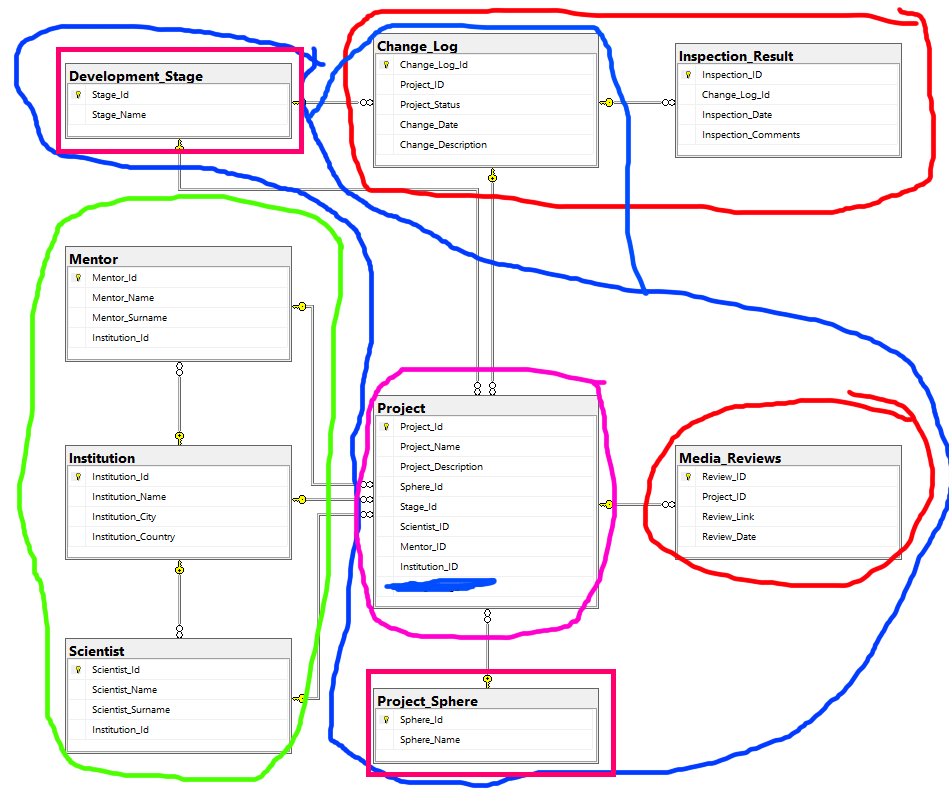 Development_Stage
Stage_Id
Stage_Name
Change_Log
Change_Log_Id
Project_ID
Project_Status
Change_Date
Change_Description
Inspection_Result
Inspection_ID
Change_Log_Id
Inspection_Date
Inspection_Comments
Mentor
Mentor_Id
Mentor_Name
Mentor_Surname
Institution_Id
Institution
Institution_Id
Institution_Name
Institution_City
Institution_Country
Scientist
Scientist_Id
Scientist_Name
Scientist_Surname
Institution_Id
Project
Project_Id
Project_Name
Project_Description
Sphere_Id
Stage_Id
Scientist_ID
Mentor_ID
Institution_ID
Media_Reviews
Review_ID
Project_ID
Review_Link
Review_Date
Project_Sphere
Sphere_Id
Sphere_Name